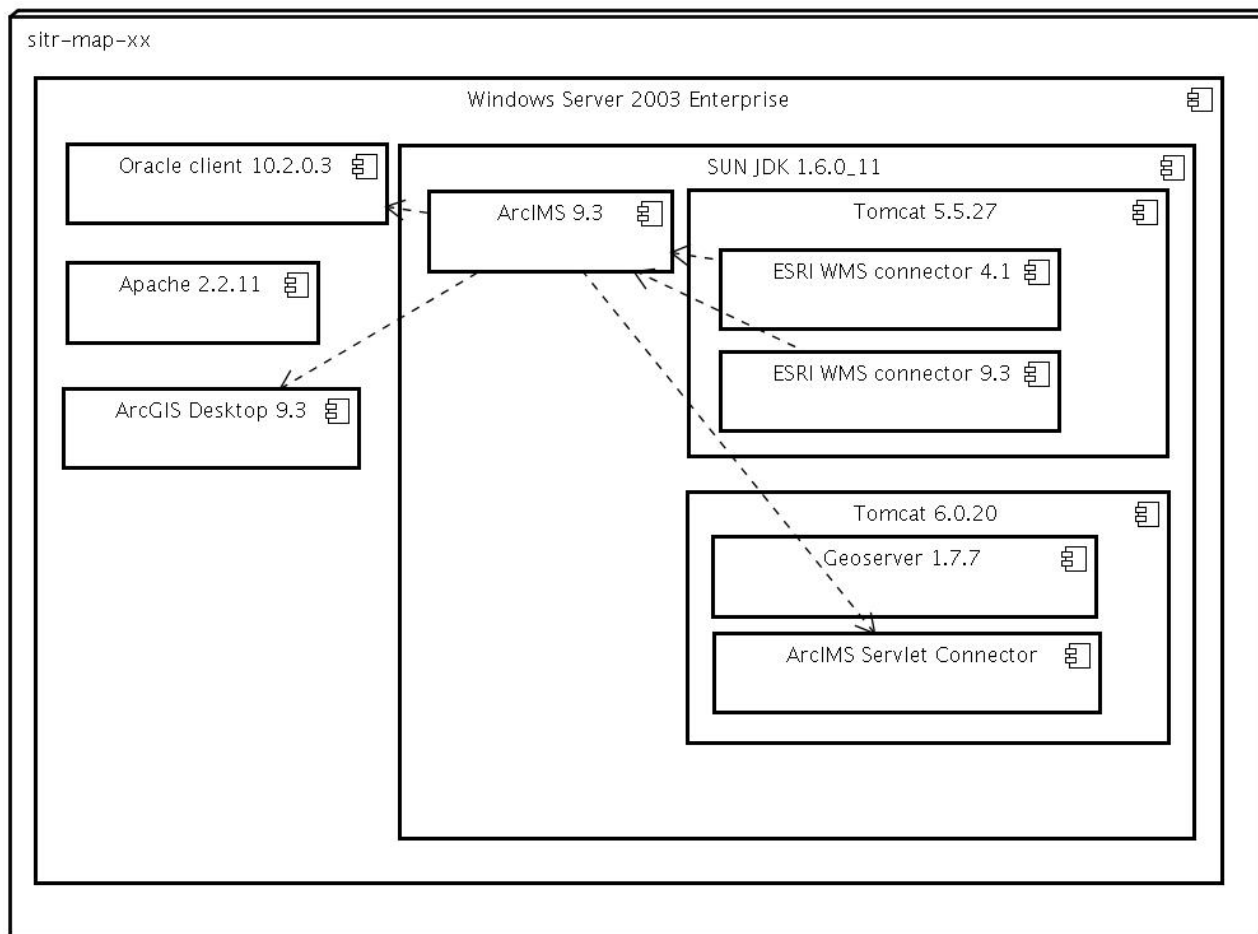 sitr-map-xx
Windows Server 2003 Enterprise
Oracle client 10.2.0.3
SUN JDK 1.6.0_11
ArcIMS 9.3
Tomcat 5.5.27
ESRI WMS connector 4.1
Apache 2.2.11
ESRI WMS connector 9.3
ArcGIS Desktop 9.3
Tomcat 6.0.20
Geoserver 1.7.7
ArcIMS Servlet Connector